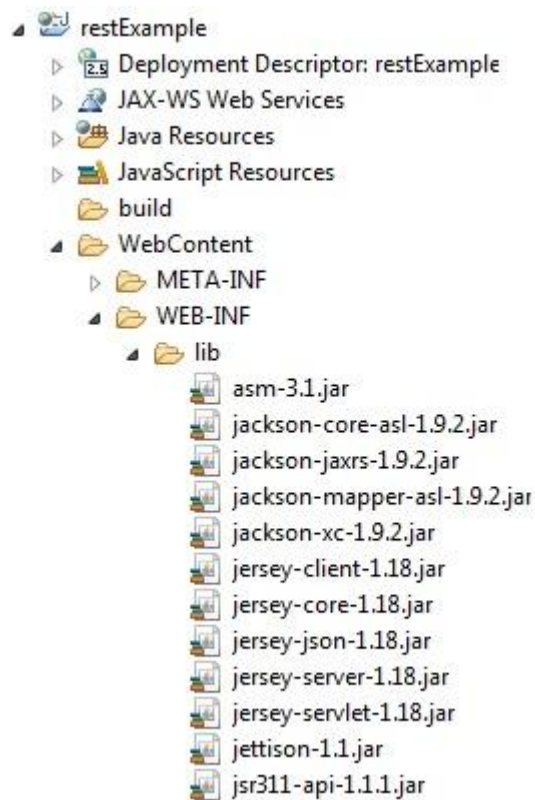 restExample
2.5 Deployment Descriptor: restExample
JAX-WS Web Services
Java Resources
JavaScript Resources
build
WebContent
META-INF
WEB-INF
lib
asm-3.1.jar
jackson-core-asl-1.9.2.jar
jackson-jaxrs-1.9.2.jar
jackson-mapper-asl-1.9.2.jar
jackson-xc-1.9.2.jar
jersey-client-1.18.jar
jersey-core-1.18.jar
jersey-json-1.18.jar
jersey-server-1.18.jar
jersey-servlet-1.18.jar
jettison-1.1.jar
jsr311-api-1.1.1.jar